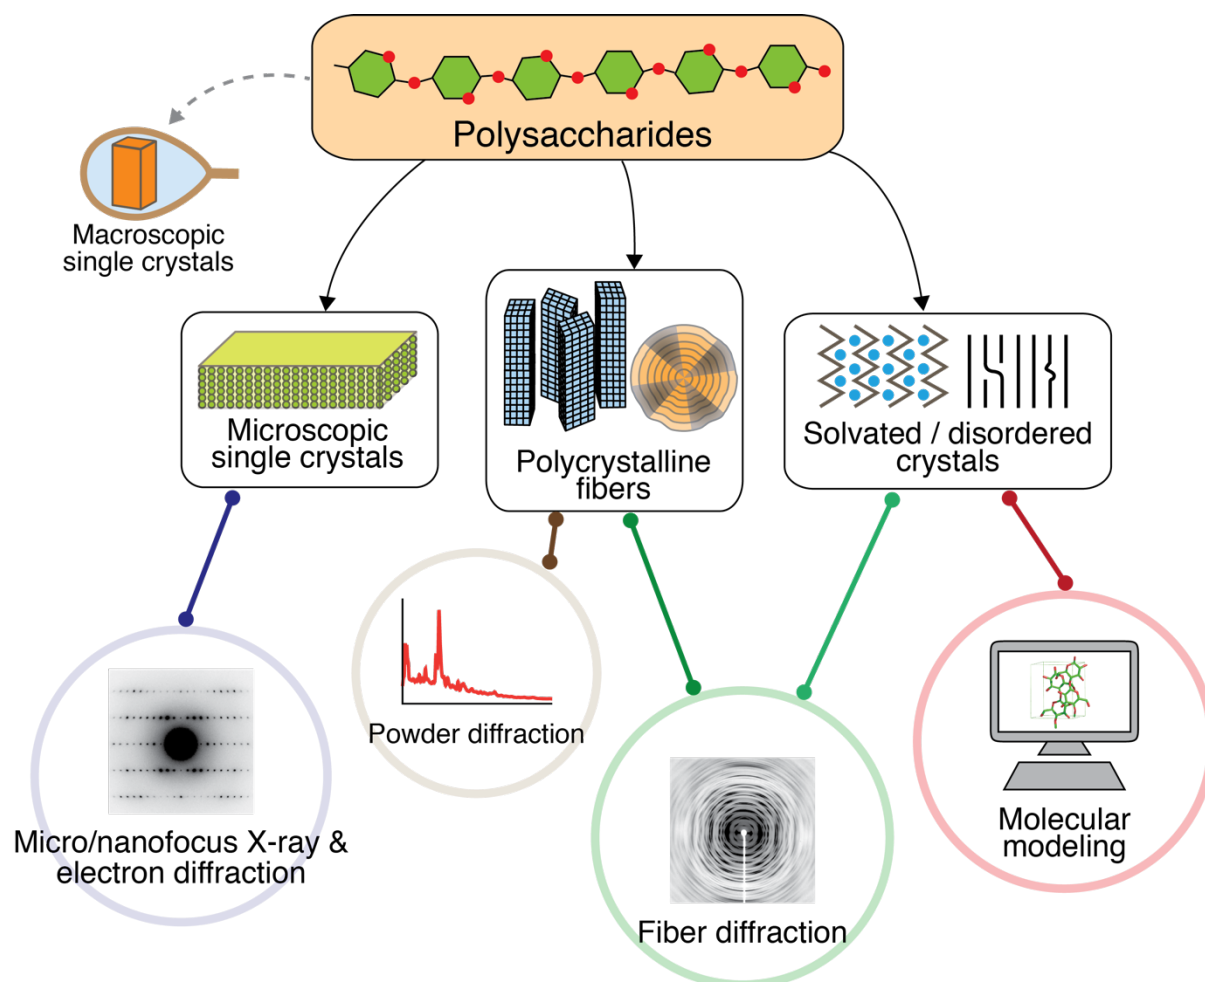 Polysaccharides
Macroscopic
single crystals
Microscopic
single crystals
Polycrystalline
fibers
Solvated / disordered
crystals
Powder diffraction
Micro/nanofocus X-ray &
electron diffraction
Fiber diffraction
Molecular
modeling